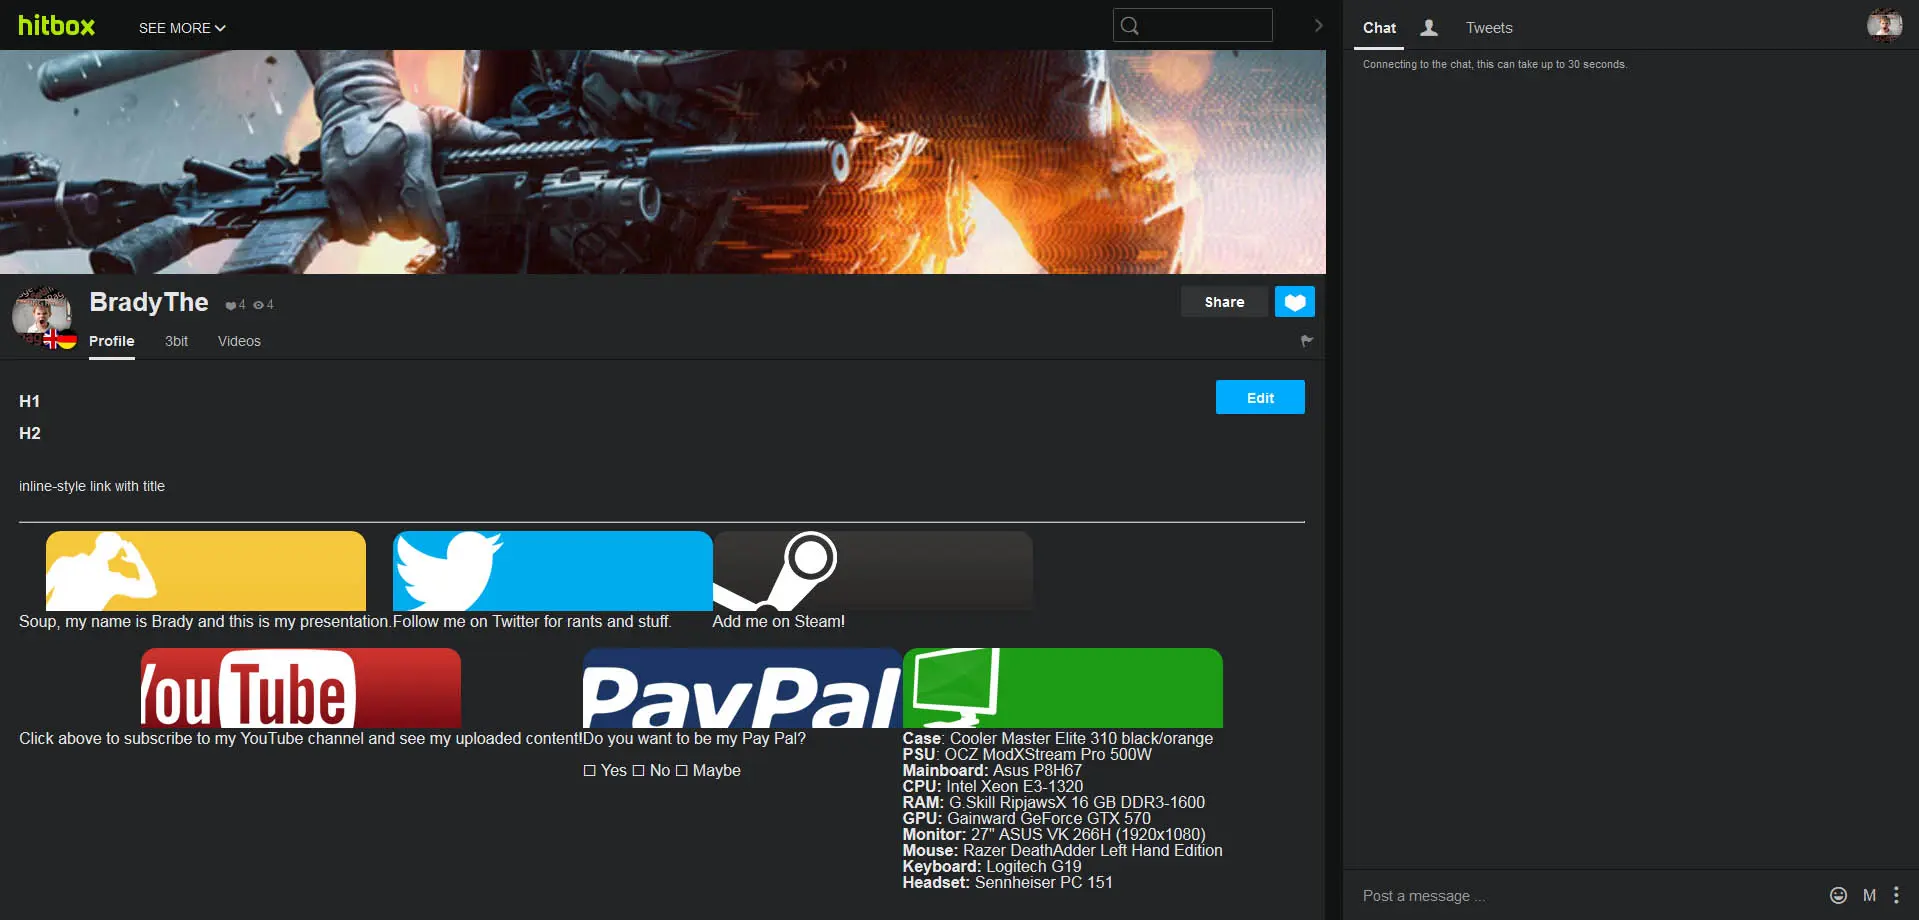 hitbox
SEE MORE
Chat
Tweets
Connecting to the chat, this can take up to 30 seconds.
BradyThe
4 4
Share
Profile
3bit
Videos
Edit
H1
H2
inline-style link with title
Soup, my name is Brady and this is my presentation.
Follow me on Twitter for rants and stuff.
Add me on Steam!
YouTube
PayPal
Click above to subscribe to my YouTube channel and see my uploaded content!
Do you want to be my Pay Pal?
☐ Yes ☐ No ☐ Maybe
Case: Cooler Master Elite 310 black/orange
PSU: OCZ ModXStream Pro 500W
Mainboard: Asus P8H67
CPU: Intel Xeon E3-1320
RAM: G.Skill RipjawsX 16 GB DDR3-1600
GPU: Gainward GeForce GTX 570
Monitor: 27" ASUS VK 266H (1920x1080)
Mouse: Razer DeathAdder Left Hand Edition
Keyboard: Logitech G19
Headset: Sennheiser PC 151
Post a message ...
M